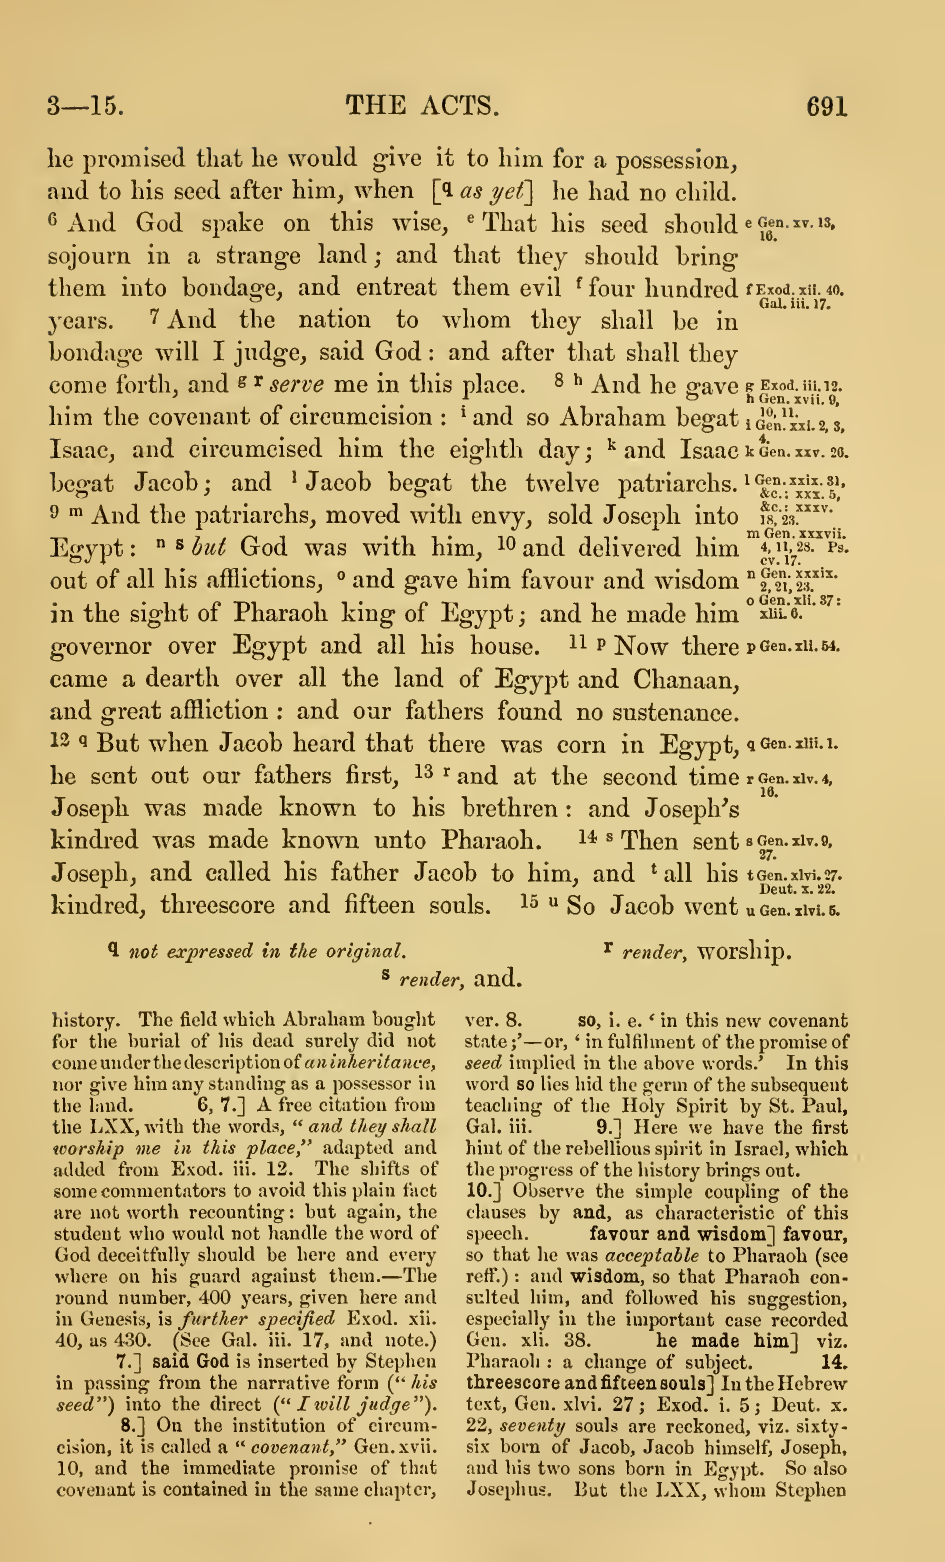 3—15.
THE ACTS.
691
he promised that he would give it to him for a possession,
and to his seed after him, when [q as yet] he had no child.
6 And God spake on this wise, e That his seed should
sojourn in a strange land; and that they should bring
them into bondage, and entreat them evil f four hundred
years. 7 And the nation to whom they shall be in
bondage will I judge, said God: and after that shall they
come forth, and g r serve me in this place. 8 h And he gave
him the covenant of circumcision: i and so Abraham begat
Isaac, and circumcised him the eighth day; k and Isaac
begat Jacob; and l Jacob begat the twelve patriarchs.
9 m And the patriarchs, moved with envy, sold Joseph into
Egypt: n s but God was with him, 10 and delivered him
out of all his afflictions, o and gave him favour and wisdom
in the sight of Pharaoh king of Egypt; and he made him
governor over Egypt and all his house. 11 p Now there
came a dearth over all the land of Egypt and Chanaan,
and great affliction: and our fathers found no sustenance.
12 q But when Jacob heard that there was corn in Egypt,
he sent out our fathers first, 13 r and at the second time
Joseph was made known to his brethren: and Joseph's
kindred was made known unto Pharaoh. 14 s Then sent
Joseph, and called his father Jacob to him, and t all his
kindred, threescore and fifteen souls. 15 u So Jacob went
e Gen. xv. 13,
16.
f Exod. xii. 40.
Gal. iii. 17.
g Exod. iii. 12.
h Gen. xvii. 9,
10, 11.
i Gen. xxi. 2, 3,
4.
k Gen. xxv. 26.
l Gen. xxix. 31,
&c.: xxx. 5,
&c.: xxxv.
18, 23.
m Gen. xxxvii.
4, 11, 28. Ps.
cv. 17.
n Gen. xxxix.
2, 21, 23.
o Gen. xli. 37:
xlii. 6.
p Gen. xli. 54.
q Gen. xlii. 1.
r Gen. xlv. 4,
16.
s Gen. xlv. 9,
27.
t Gen. xlvi. 27.
Deut. x. 22.
u Gen. xlvi. 5.
q not expressed in the original.
r render, worship.
s render, and.
history. The field which Abraham bought
for the burial of his dead surely did not
come under the description of an inheritance,
nor give him any standing as a possessor in
the land. 6, 7.] A free citation from
the LXX, with the words, "and they shall
worship me in this place," adapted and
added from Exod. iii. 12. The shifts of
some commentators to avoid this plain fact
are not worth recounting: but again, the
student who would not handle the word of
God deceitfully should be here and every
where on his guard against them.—The
round number, 400 years, given here and
in Genesis, is further specified Exod. xii.
40, as 430. (See Gal. iii. 17, and note.)
7.] said God is inserted by Stephen
in passing from the narrative form ("his
seed") into the direct ("I will judge").
8.] On the institution of circum-
cision, it is called a "covenant," Gen. xvii.
10, and the immediate promise of that
covenant is contained in the same chapter,
ver. 8. so, i. e. 'in this new covenant
state;'—or, 'in fulfilment of the promise of
seed implied in the above words.' In this
word so lies hid the germ of the subsequent
teaching of the Holy Spirit by St. Paul,
Gal. iii. 9.] Here we have the first
hint of the rebellious spirit in Israel, which
the progress of the history brings out.
10.] Observe the simple coupling of the
clauses by and, as characteristic of this
speech. favour and wisdom] favour,
so that he was acceptable to Pharaoh (see
reff.): and wisdom, so that Pharaoh con-
sulted him, and followed his suggestion,
especially in the important case recorded
Gen. xli. 38. he made him] viz.
Pharaoh: a change of subject. 14.
threescore and fifteen souls] In the Hebrew
text, Gen. xlvi. 27; Exod. i. 5; Deut. x.
22, seventy souls are reckoned, viz. sixty-
six born of Jacob, Jacob himself, Joseph,
and his two sons born in Egypt. So also
Josephus. But the LXX, whom Stephen